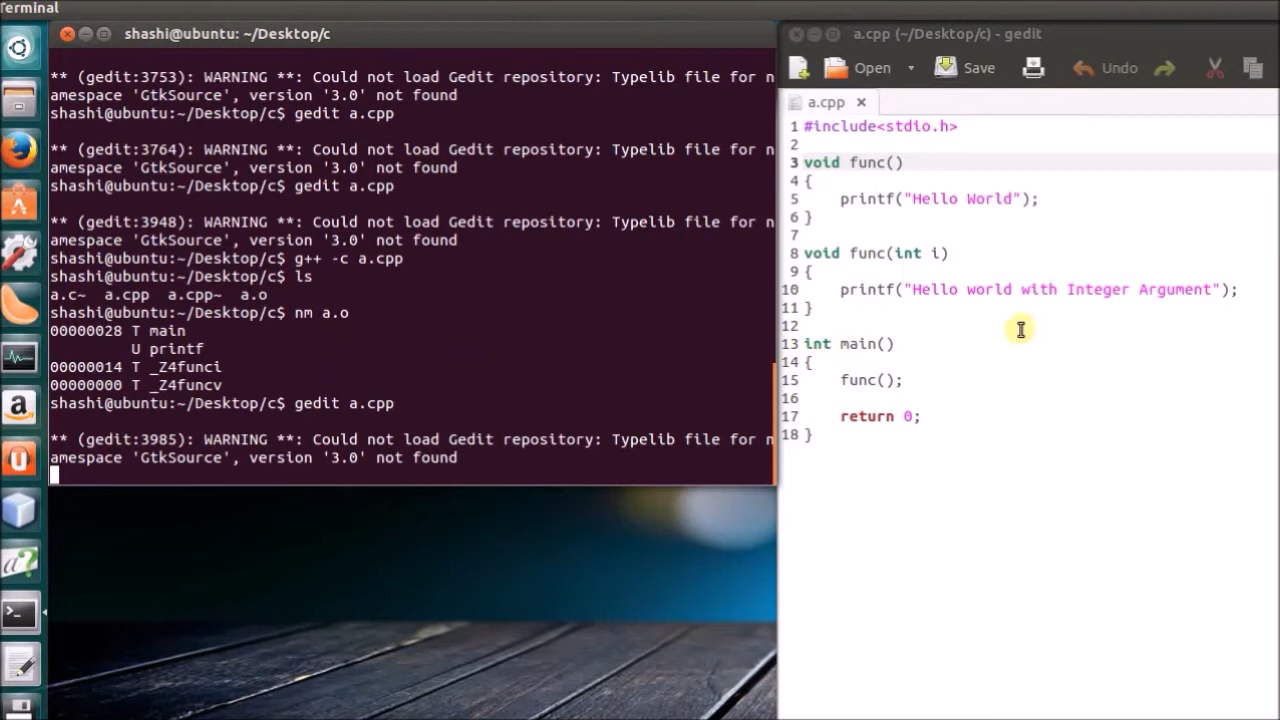 Terminal
shashi@ubuntu: ~/Desktop/c
** (gedit:3753): WARNING **: Could not load Gedit repository: Typelib file for n
amespace 'GtkSource', version '3.0' not found
shashi@ubuntu:~/Desktop/c$ gedit a.cpp
** (gedit:3764): WARNING **: Could not load Gedit repository: Typelib file for n
amespace 'GtkSource', version '3.0' not found
shashi@ubuntu:~/Desktop/c$ gedit a.cpp
** (gedit:3948): WARNING **: Could not load Gedit repository: Typelib file for n
amespace 'GtkSource', version '3.0' not found
shashi@ubuntu:~/Desktop/c$ g++ -c a.cpp
shashi@ubuntu:~/Desktop/c$ ls
a.c~  a.cpp  a.cpp~  a.o
shashi@ubuntu:~/Desktop/c$ nm a.o
00000028 T main
         U printf
00000014 T _Z4funci
00000000 T _Z4funcv
shashi@ubuntu:~/Desktop/c$ gedit a.cpp
** (gedit:3985): WARNING **: Could not load Gedit repository: Typelib file for n
amespace 'GtkSource', version '3.0' not found
a.cpp (~/Desktop/c) - gedit
Open Save Undo
a.cpp
1 #include<stdio.h>
2
3 void func()
4 {
5     printf("Hello World");
6 }
7
8 void func(int i)
9 {
10     printf("Hello world with Integer Argument");
11 }
12
13 int main()
14 {
15     func();
16
17     return 0;
18 }